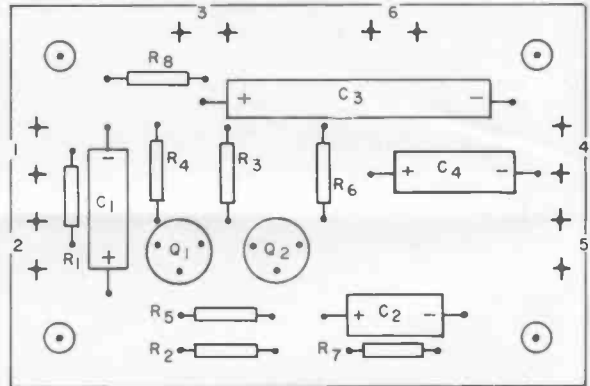 3 6
R8
+ C3 -
1 R4 R3 R6 + C4 - 4
- C1 +
R1
2 Q1 Q2 5
R5 + C2 -
R2 R7